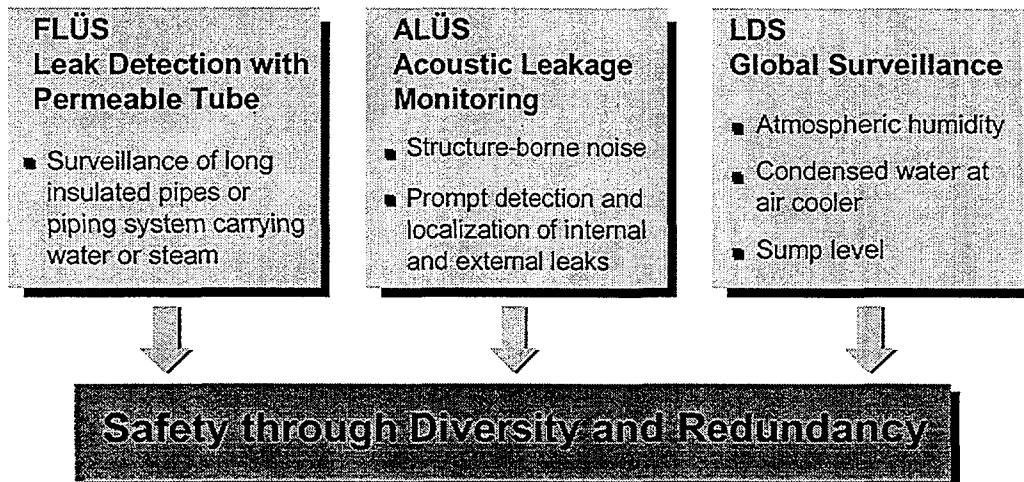 FLÜS
Leak Detection with
Permeable Tube
■ Surveillance of long
insulated pipes or
piping system carrying
water or steam
ALÜS
Acoustic Leakage
Monitoring
■ Structure-borne noise
■ Prompt detection and
localization of internal
and external leaks
LDS
Global Surveillance
■ Atmospheric humidity
■ Condensed water at
air cooler
■ Sump level
Safety through Diversity and Redundancy